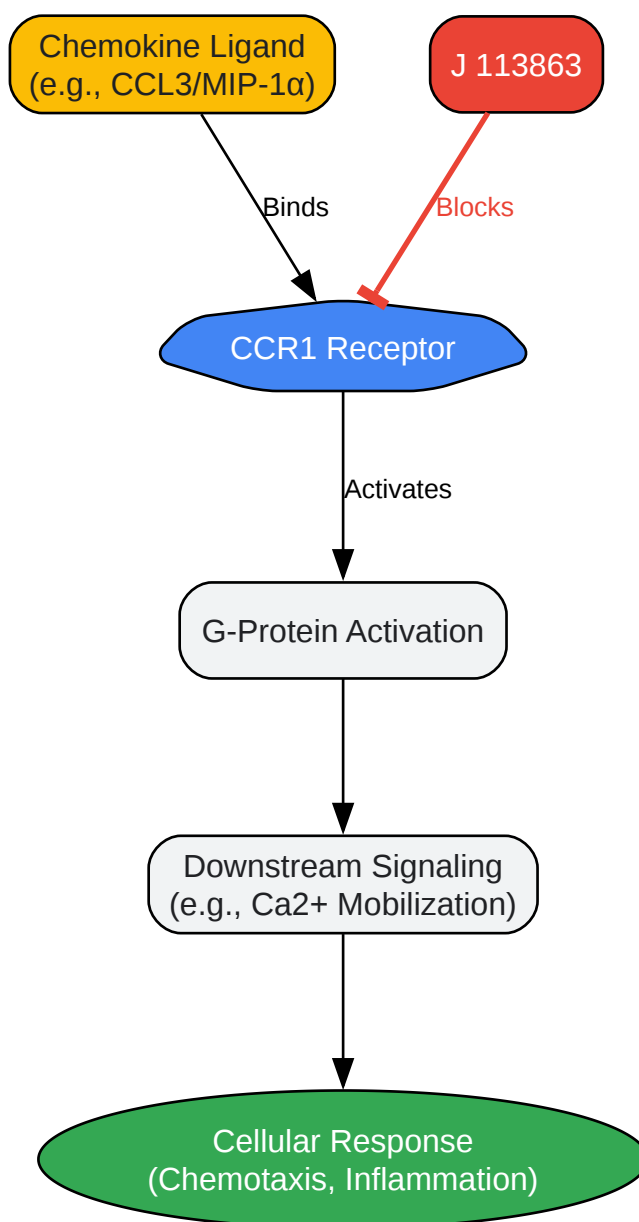 Chemokine Ligand
(e.g., CCL3/MIP-1α)
J 113863
Binds
Blocks
CCR1 Receptor
Activates
G-Protein Activation
Downstream Signaling
(e.g., Ca2+ Mobilization)
Cellular Response
(Chemotaxis, Inflammation)